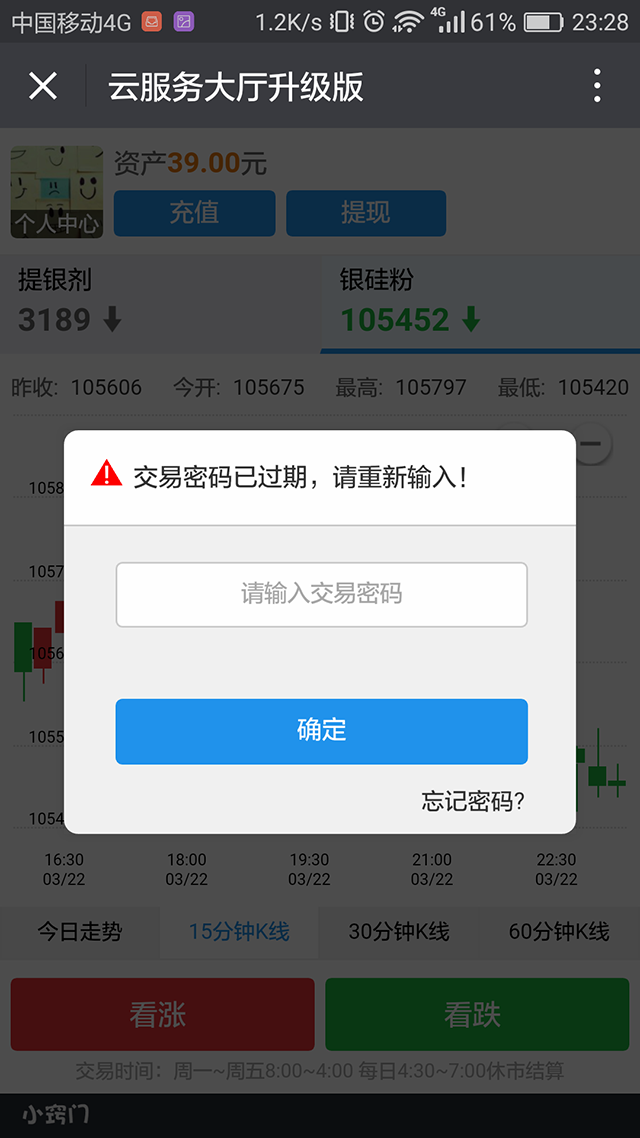 中国移动4G 1.2K/s 4G 61% 23:28
云服务大厅升级版
资产39.00元
个人中心 充值 提现
提银剂 银硅粉
3189 105452
昨收: 105606 今开: 105675 最高: 105797 最低: 105420
1058
交易密码已过期，请重新输入！
1057
请输入交易密码
1056
1055
确定
忘记密码?
1054
16:30 18:00 19:30 21:00 22:30
03/22 03/22 03/22 03/22 03/22
今日走势 15分钟K线 30分钟K线 60分钟K线
看涨 看跌
交易时间：周一~周五8:00~4:00 每日4:30~7:00休市结算
小窍门